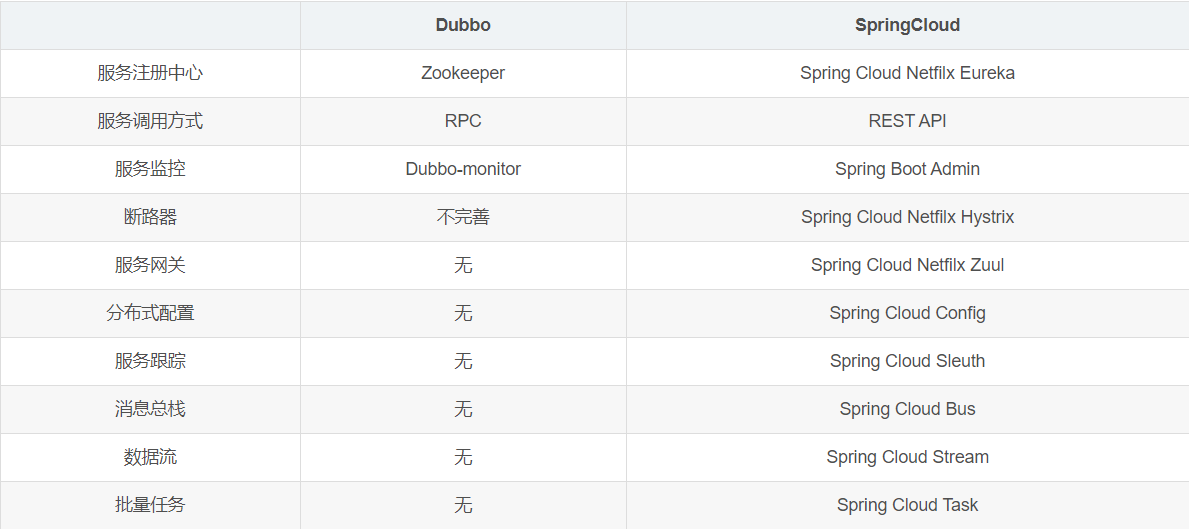 Dubbo SpringCloud
服务注册中心 Zookeeper Spring Cloud Netfilx Eureka
服务调用方式 RPC REST API
服务监控 Dubbo-monitor Spring Boot Admin
断路器 不完善 Spring Cloud Netfilx Hystrix
服务网关 无 Spring Cloud Netfilx Zuul
分布式配置 无 Spring Cloud Config
服务跟踪 无 Spring Cloud Sleuth
消息总栈 无 Spring Cloud Bus
数据流 无 Spring Cloud Stream
批量任务 无 Spring Cloud Task